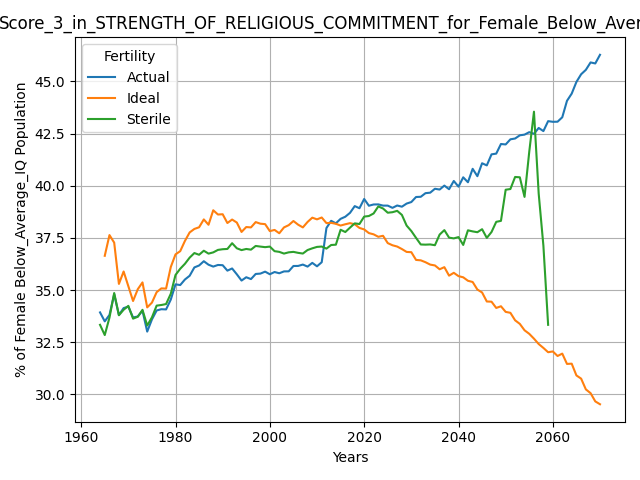 Score_3_in_STRENGTH_OF_RELIGIOUS_COMMITMENT_for_Female_Below_Aver
Fertility
Actual
Ideal
Sterile
% of Female Below_Average_IQ Population
45.0
42.5
40.0
37.5
35.0
32.5
30.0
1960 1980 2000 2020 2040 2060
Years